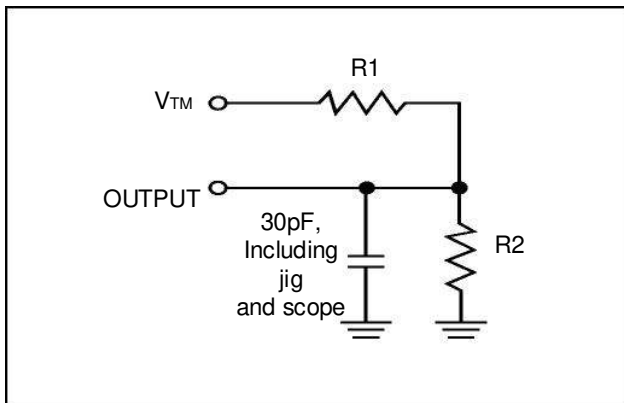 R1
VTM
OUTPUT
30pF,
Including
jig
and scope
R2